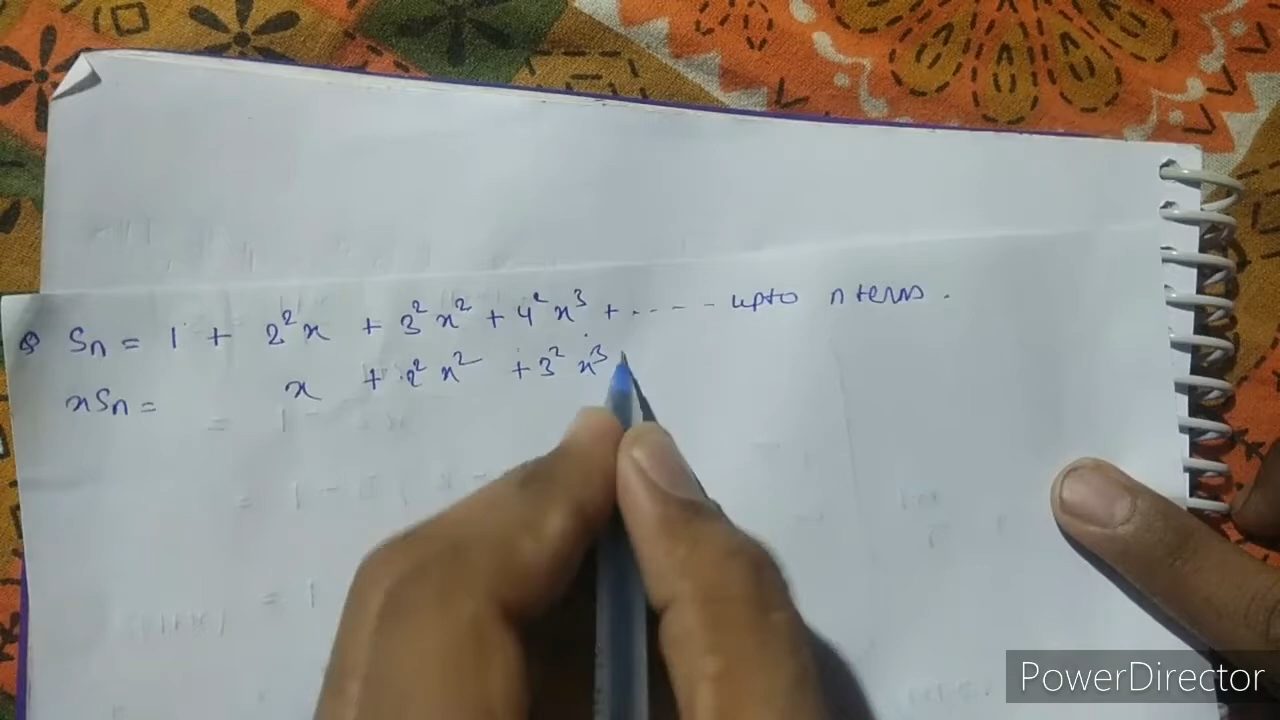 Q Sn = 1 + 2²x + 3²x² + 4²x³ + ..... upto n terms.
xSn = x + 2²x² + 3²x³
PowerDirector